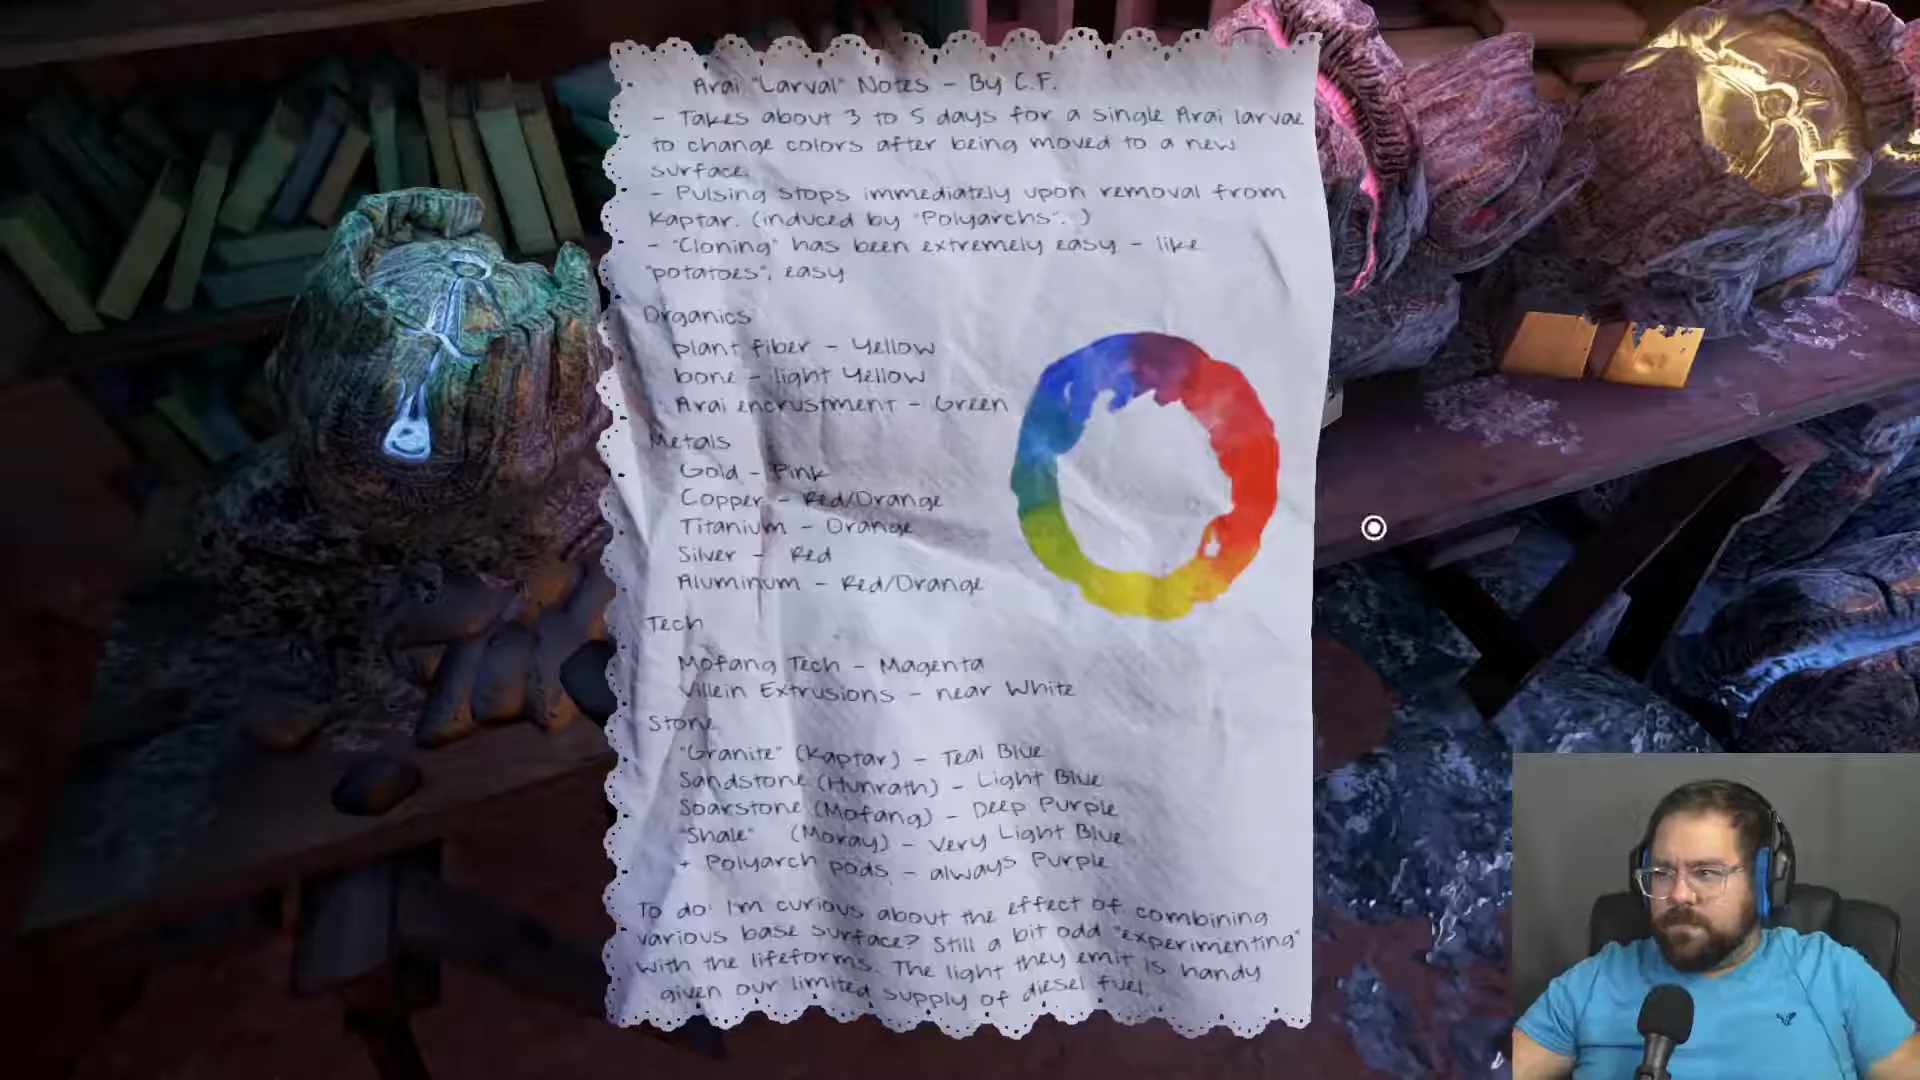 Arai "Larval" Notes - By C.F.
- Takes about 3 to 5 days for a single Arai larvae
to change colors after being moved to a new
surface.
- Pulsing stops immediately upon removal from
Kaptar. (induced by "Polyarchs". )
- "Cloning" has been extremely easy - like
"potatoes", easy
Organics
plant fiber - Yellow
bone - light Yellow
Arai encrustment - Green
Metals
Gold - Pink
Copper - Red/Orange
Titanium - Orange
Silver - Red
Aluminum - Red/Orange
Tech
Mofang Tech - Magenta
Villein Extrusions - near White
Stone
"Granite" (Kaptar) - Teal Blue
Sandstone (Hunrath) - Light Blue
Soarstone (Mofang) - Deep Purple
"Shale" (Moray) - Very Light Blue
+ Polyarch pods - always Purple
To do: I'm curious about the effect of combining
various base surface? Still a bit odd "experimenting"
with the lifeforms. The light they emit is handy
given our limited supply of diesel fuel.